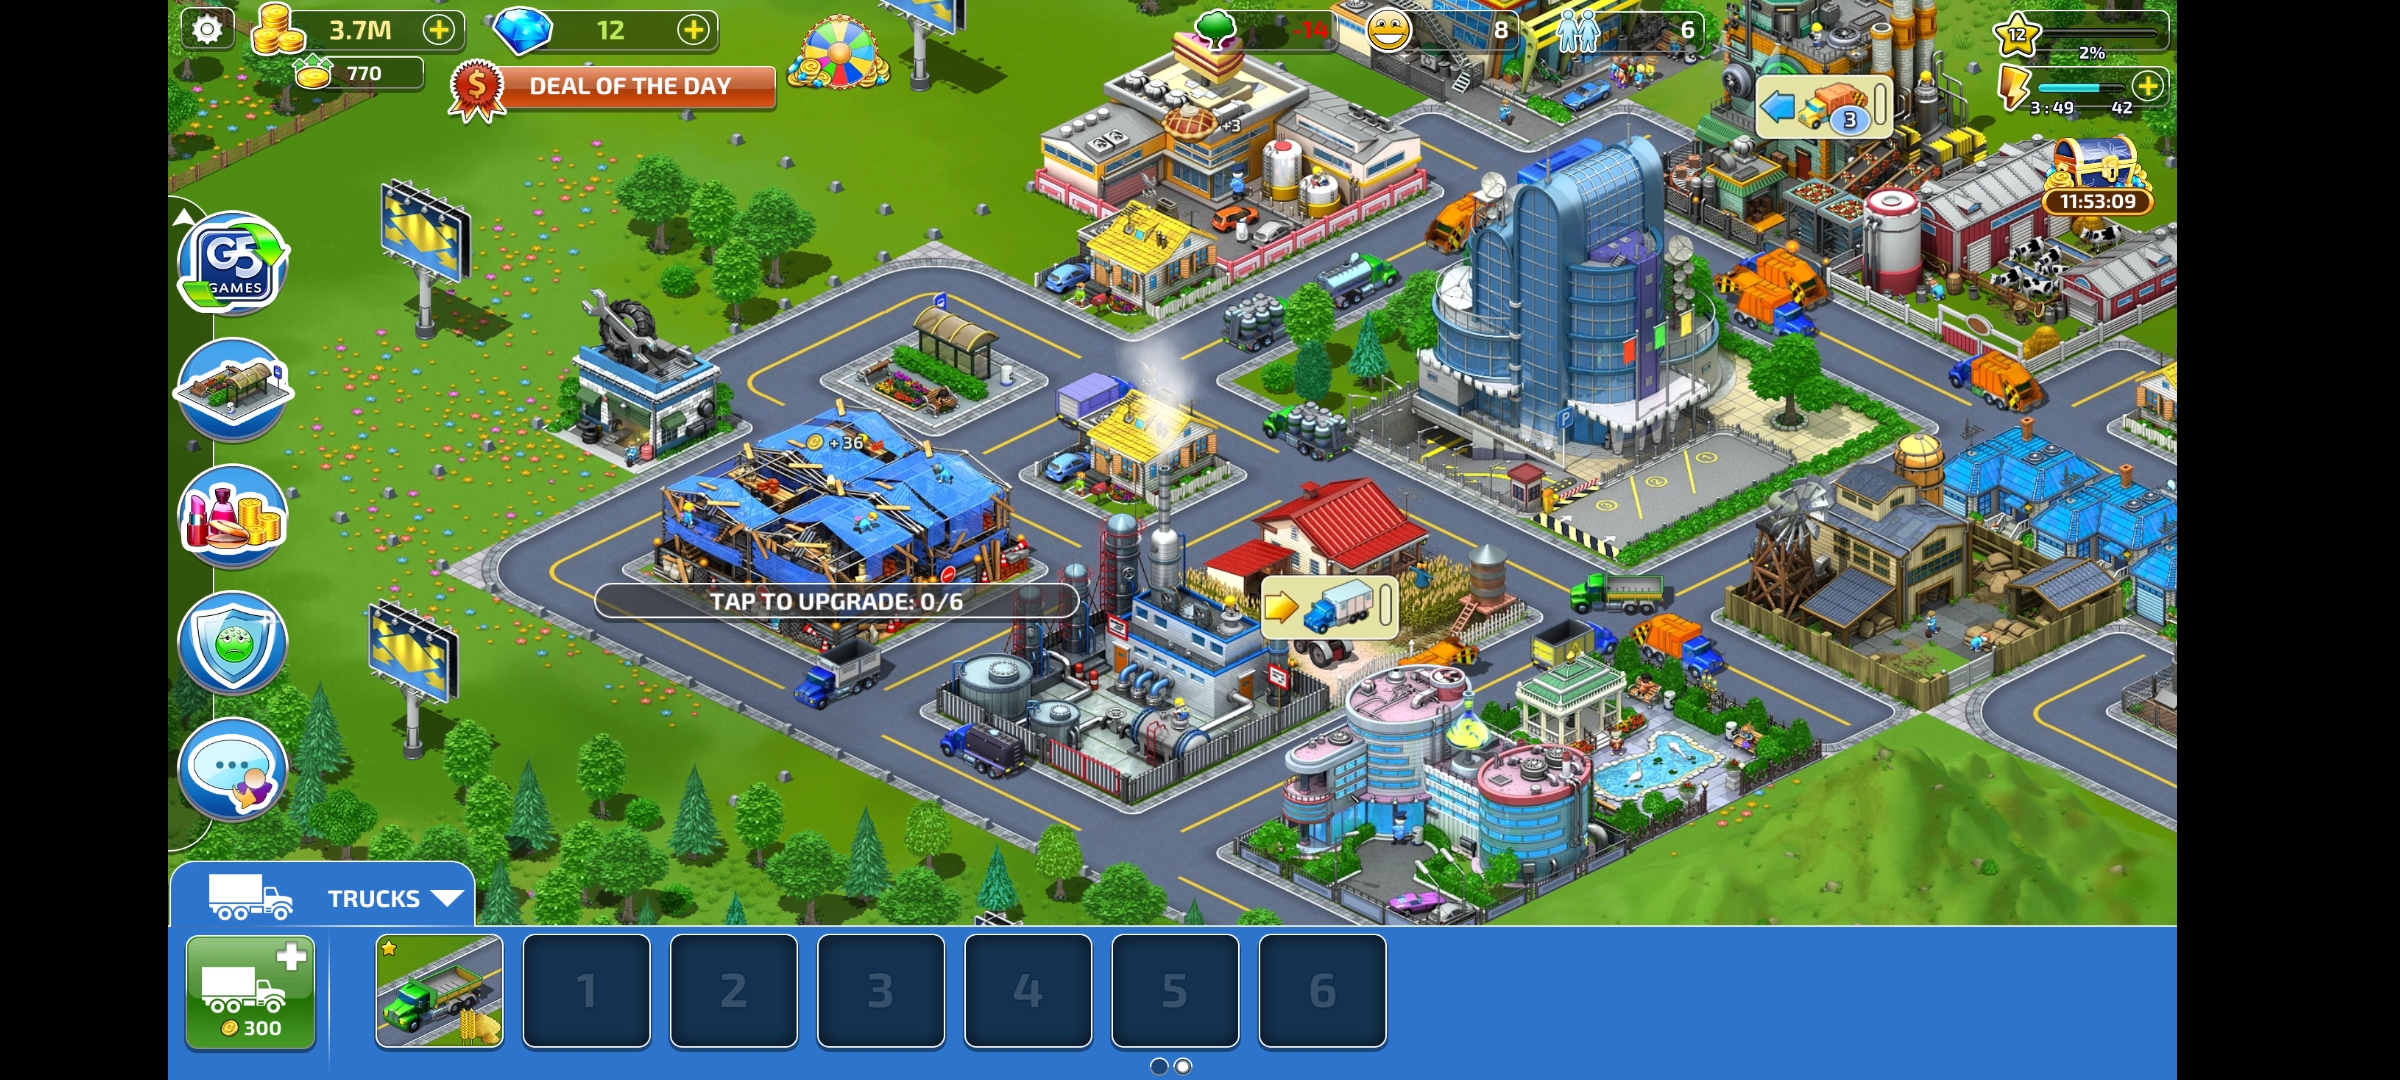 3.7M
12
-14
8
6
12
2%
770
DEAL OF THE DAY
3:49
42
3
+3
11:53:09
G5
GAMES
+36
P
TAP TO UPGRADE: 0/6
TRUCKS
300
1
2
3
4
5
6